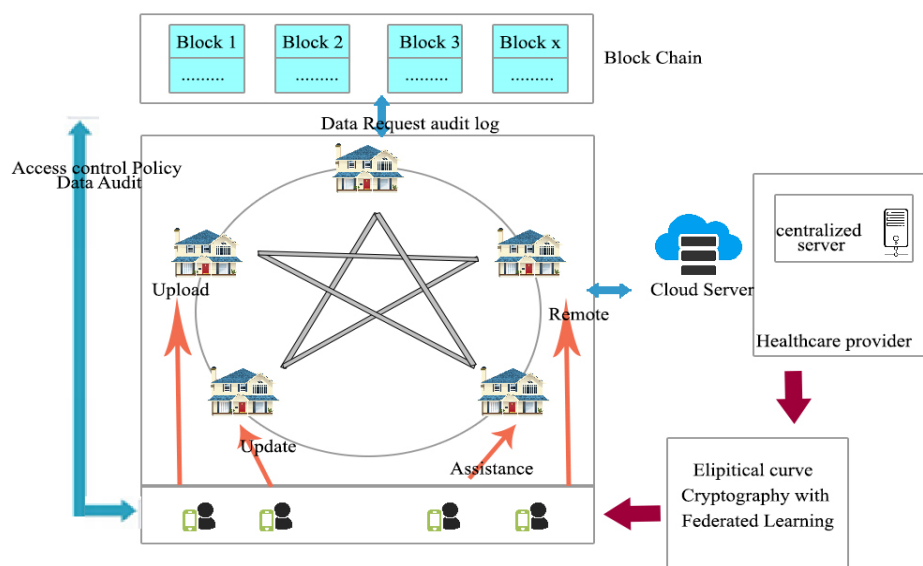 Block 1
.........
Block 2
.........
Block 3
.........
Block x
.........
Block Chain
Data Request audit log
Access control Policy
Data Audit
Upload
Update
Assistance
Remote
Cloud Server
centralized
server
Healthcare provider
Elipitical curve
Cryptography with
Federated Learning